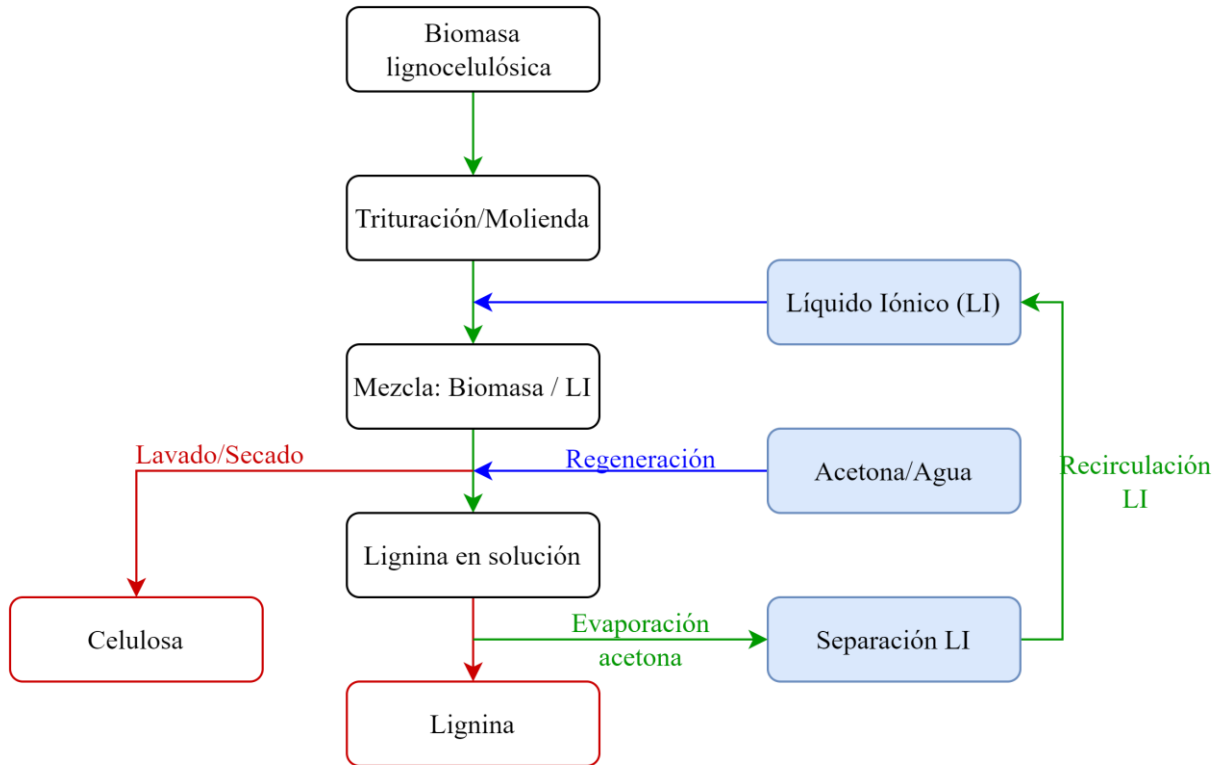 Biomasa
lignocelulósica
Trituración/Molienda
Líquido Iónico (LI)
Mezcla: Biomasa / LI
Lavado/Secado
Regeneración
Acetona/Agua
Recirculación
LI
Lignina en solución
Celulosa
Evaporación
acetona
Separación LI
Lignina